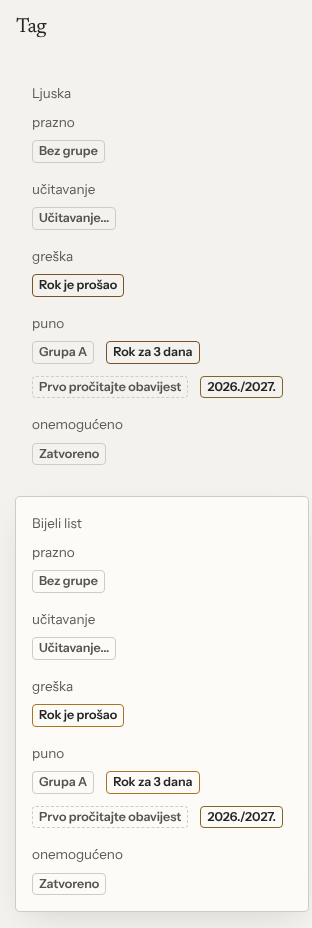 Tag
Ljuska
prazno
Bez grupe
učitavanje
Učitavanje...
greška
Rok je prošao
puno
Grupa A Rok za 3 dana
Prvo pročitajte obavijest 2026./2027.
onemogućeno
Zatvoreno
Bijeli list
prazno
Bez grupe
učitavanje
Učitavanje...
greška
Rok je prošao
puno
Grupa A Rok za 3 dana
Prvo pročitajte obavijest 2026./2027.
onemogućeno
Zatvoreno